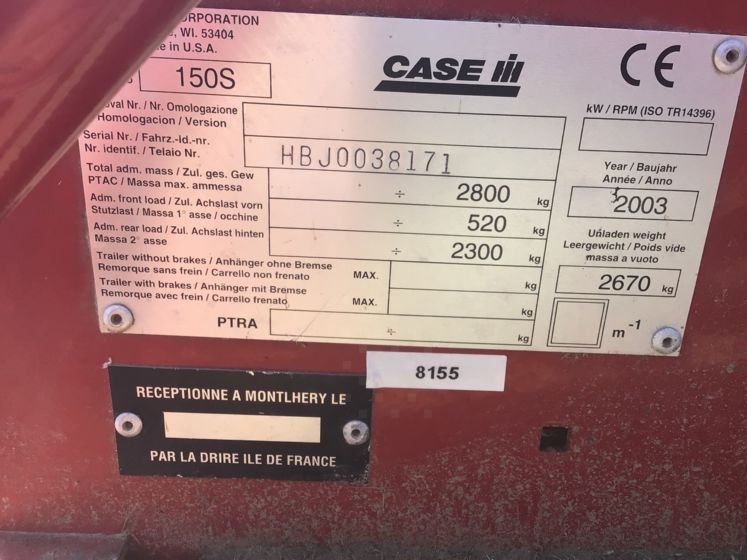 CORPORATION
, WI. 53404
in U.S.A.
150S
CASE IH
CE
Nr. / Nr. Omologazione
Homologacion / Version
kW / RPM (ISO TR14396)
Serial Nr. / Fahrz.-Id.-nr.
Nr. identif. / Telaio Nr.
HBJ0038171
Total adm. mass / Zul. ges. Gew
PTAC / Massa max. ammessa
÷ 2800 kg
Year / Baujahr
Année / Anno
2003
Adm. front load / Zul. Achslast vorn
Stutzlast / Massa 1° asse / occhine
÷ 520 kg
Adm. rear load / Zul. Achslast hinten
Massa 2° asse
÷ 2300 kg
Unladen weight
Leergewicht / Poids vide
massa a vuoto
2670 kg
Trailer without brakes / Anhänger ohne Bremse
Remorque sans frein / Carrello non frenato
MAX. kg
Trailer with brakes / Anhänger mit Bremse
Remorque avec frein / Carrello frenato
MAX. kg
PTRA ÷ kg
m-1
8155
RECEPTIONNE A MONTLHERY LE
PAR LA DRIRE ILE DE FRANCE